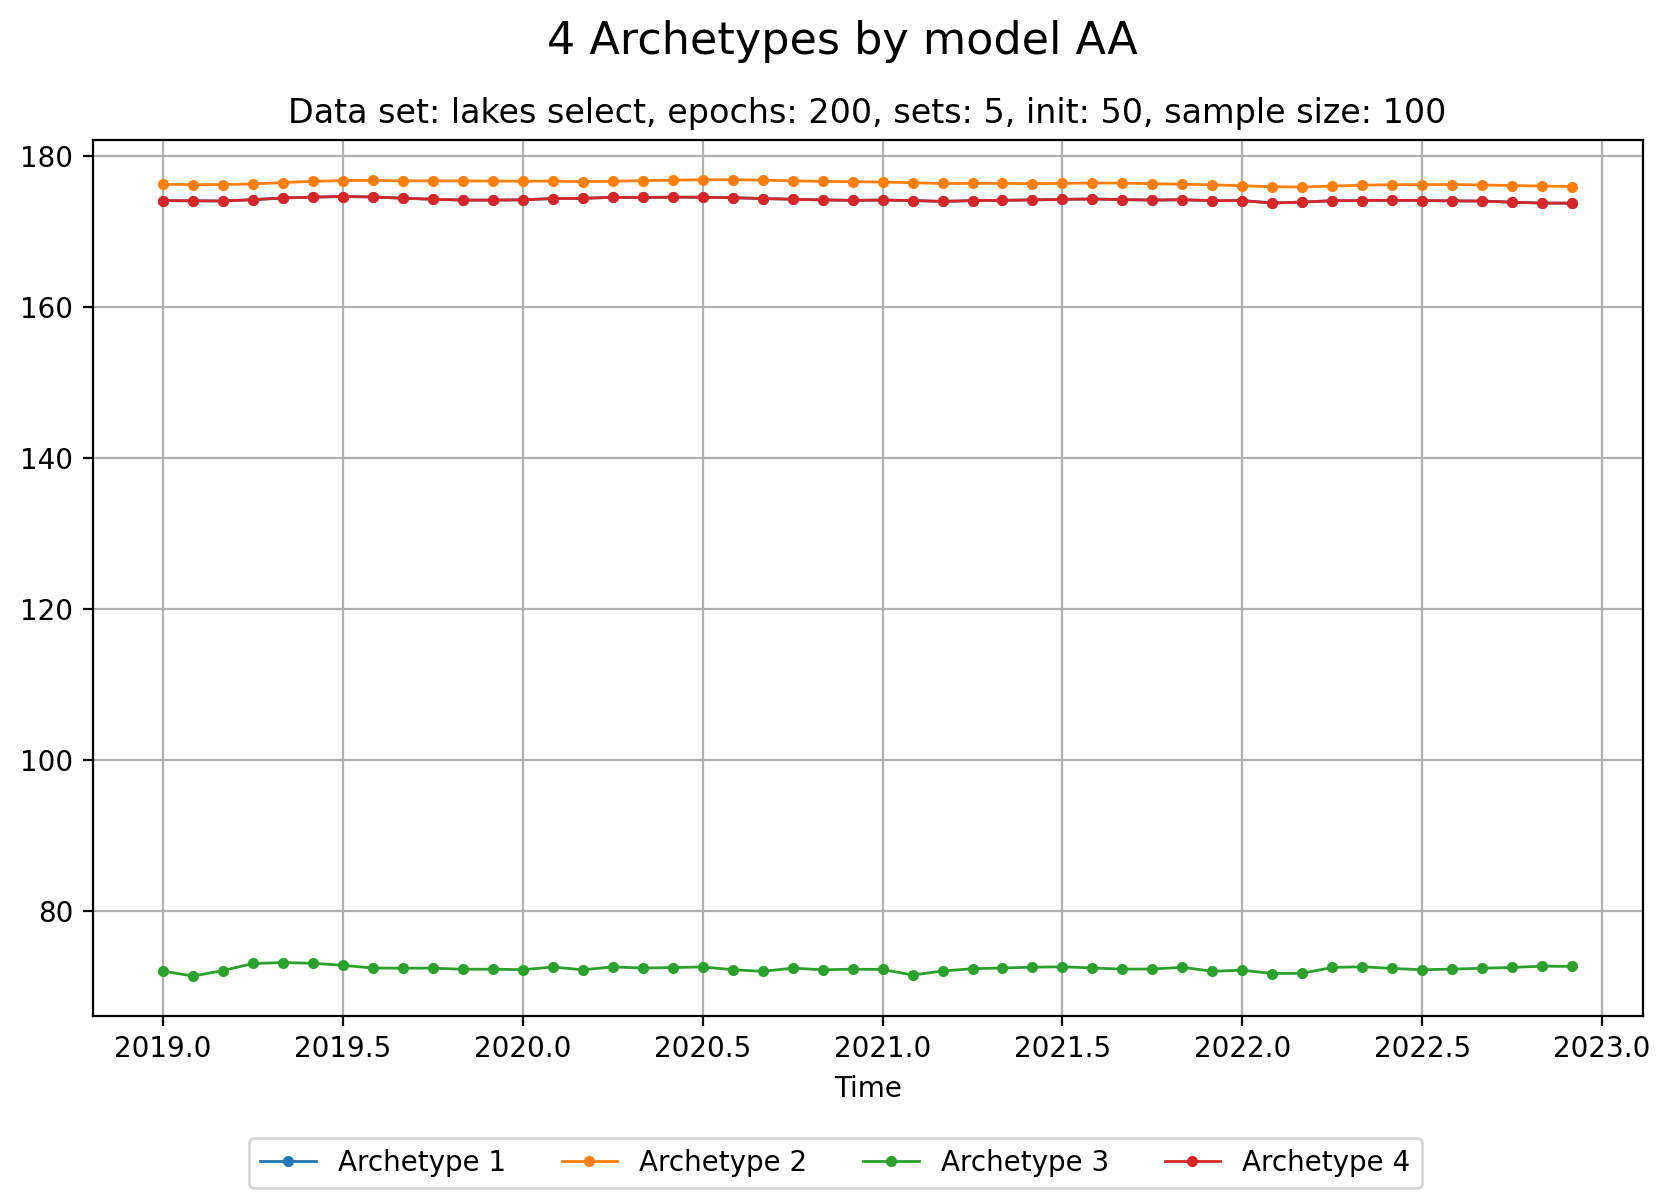 4 Archetypes by model AA
Data set: lakes select, epochs: 200, sets: 5, init: 50, sample size: 100
180
160
140
120
100
80
2019.0 2019.5 2020.0 2020.5 2021.0 2021.5 2022.0 2022.5 2023.0
Time
Archetype 1 Archetype 2 Archetype 3 Archetype 4